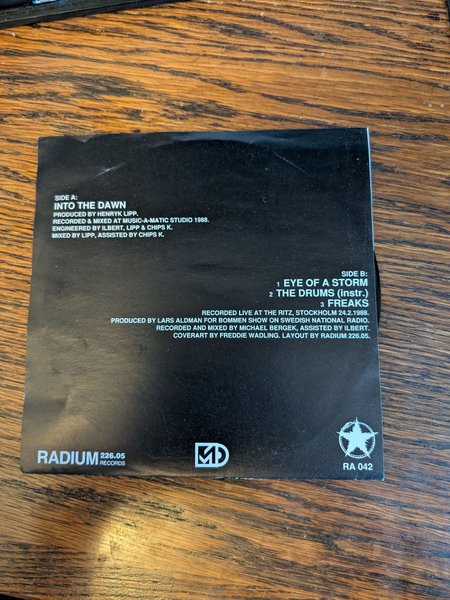 SIDE A:
INTO THE DAWN
PRODUCED BY HENRYK LIPP.
RECORDED & MIXED AT MUSIC-A-MATIC STUDIO 1988.
ENGINEERED BY ILBERT, LIPP & CHIPS K.
MIXED BY LIPP, ASSISTED BY CHIPS K.
SIDE B:
1 EYE OF A STORM
2 THE DRUMS (instr.)
3 FREAKS
RECORDED LIVE AT THE RITZ, STOCKHOLM 24.2.1988.
PRODUCED BY LARS ALDMAN FOR BOMMEN SHOW ON SWEDISH NATIONAL RADIO.
RECORDED AND MIXED BY MICHAEL BERGEK, ASSISTED BY ILBERT.
COVERART BY FREDDIE WADLING. LAYOUT BY RADIUM 226.05.
RADIUM 226.05
RECORDS
RA 042